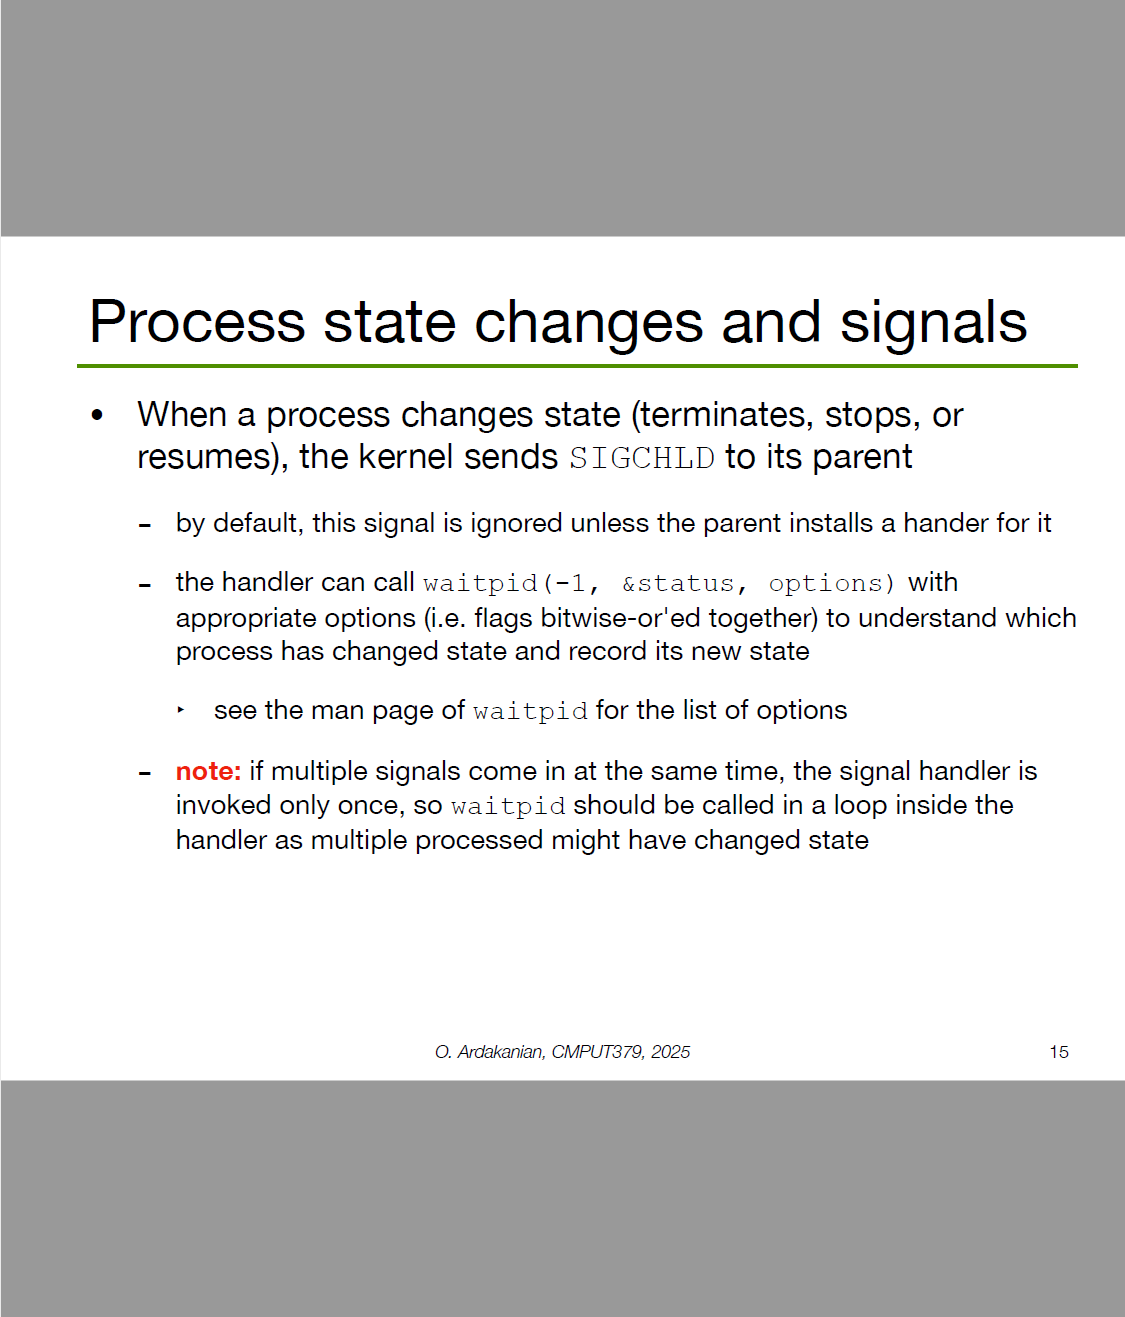 Process state changes and signals
• When a process changes state (terminates, stops, or
resumes), the kernel sends SIGCHLD to its parent
– by default, this signal is ignored unless the parent installs a hander for it
– the handler can call waitpid(-1, &status, options) with
appropriate options (i.e. flags bitwise-or'ed together) to understand which
process has changed state and record its new state
‣ see the man page of waitpid for the list of options
– note: if multiple signals come in at the same time, the signal handler is
invoked only once, so waitpid should be called in a loop inside the
handler as multiple processed might have changed state
O. Ardakanian, CMPUT379, 2025
15